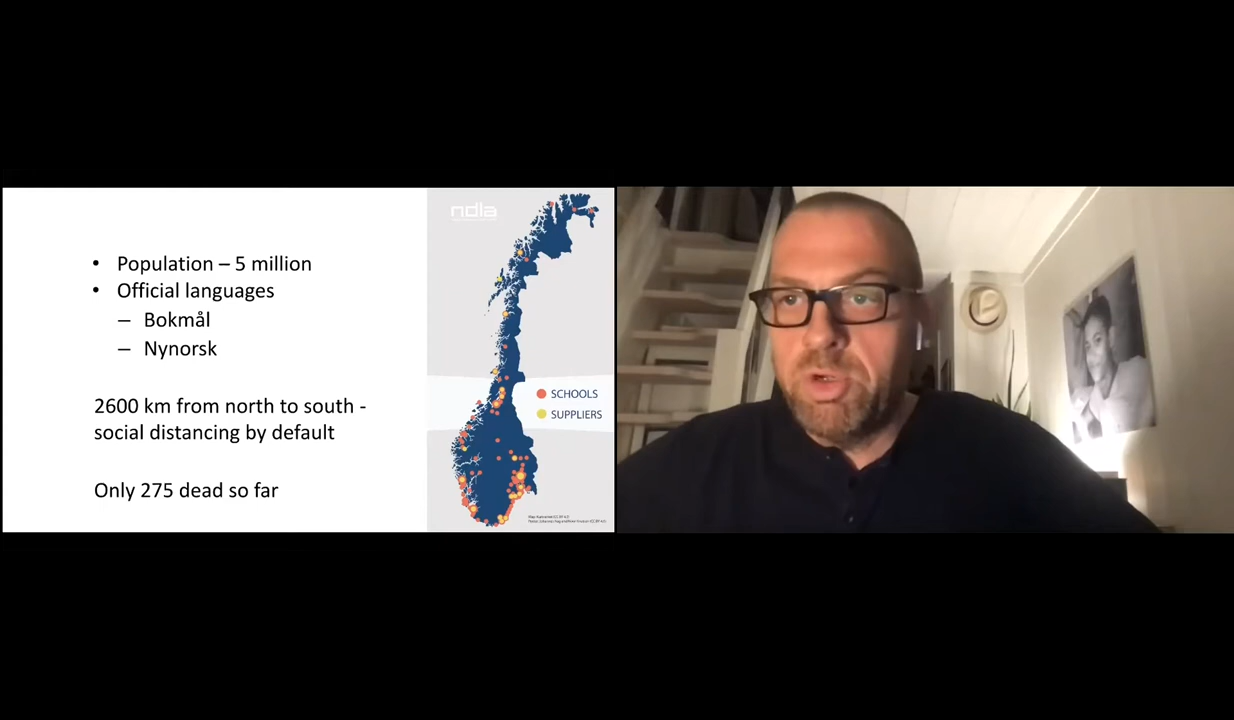 • Population – 5 million
• Official languages
– Bokmål
– Nynorsk
2600 km from north to south -
social distancing by default
Only 275 dead so far
ndla
SCHOOLS
SUPPLIERS